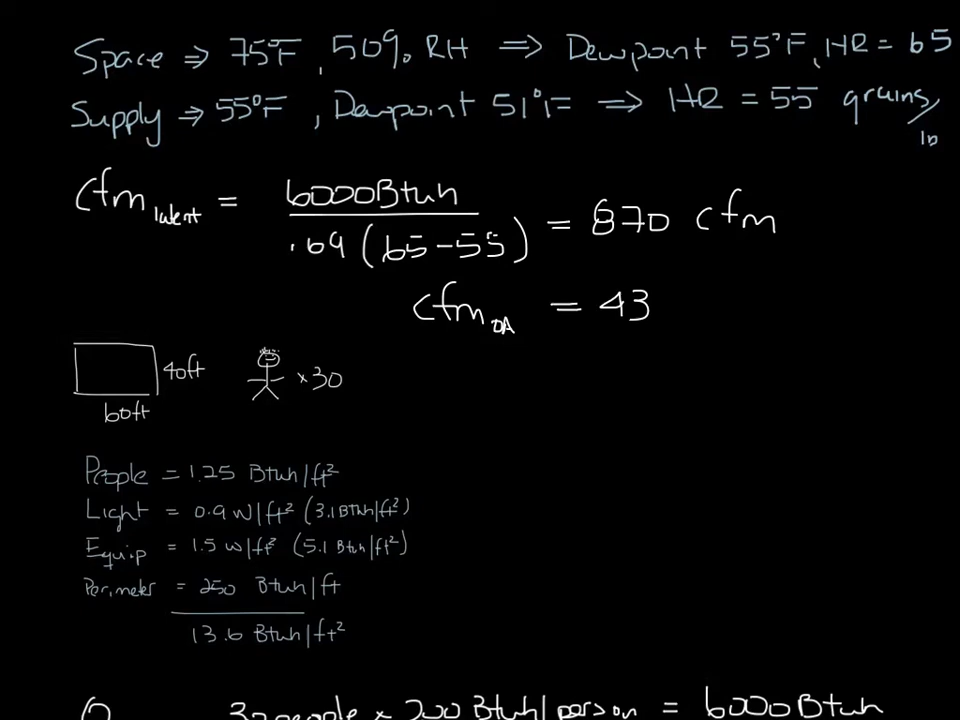 Space ⇒ 75°F, 50% RH ⇒ Dewpoint 55°F, HR = 65
Supply ⇒ 55°F, Dewpoint 51°F ⇒ HR = 55 grains/lb
Cfm latent = 6000Btuh / .69 (65-55) = 870 cfm
Cfm OA = 43
40ft
×30
60ft
People = 1.25 Btuh/ft²
Light = 0.9 W/ft² (3.1 Btuh/ft²)
Equip = 1.5 W/ft² (5.1 Btuh/ft²)
Perimeter = 250 Btuh/ft
13.6 Btuh/ft²
30 people × 200 Btuh/person = 6000 Btuh